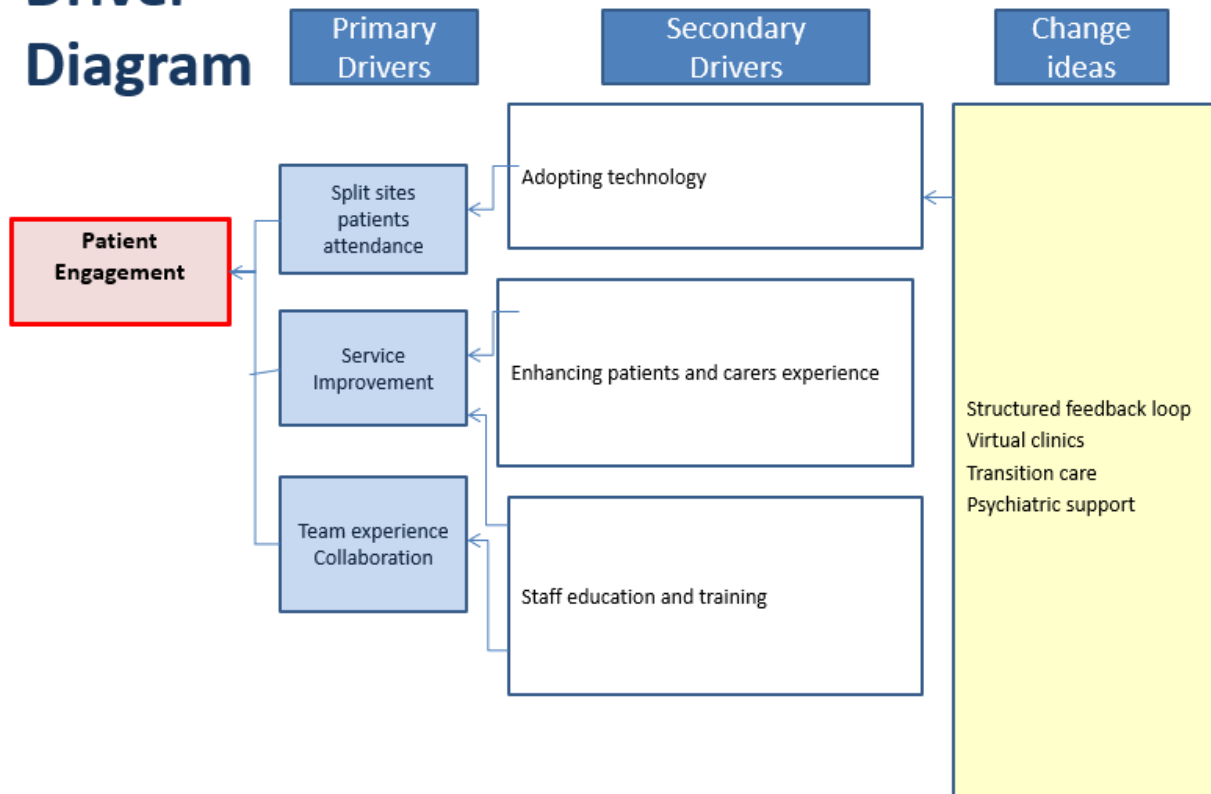 Driver
Diagram
Primary
Drivers
Secondary
Drivers
Change
ideas
Patient
Engagement
Split sites
patients
attendance
Service
Improvement
Team experience
Collaboration
Adopting technology
Enhancing patients and carers experience
Staff education and training
Structured feedback loop
Virtual clinics
Transition care
Psychiatric support